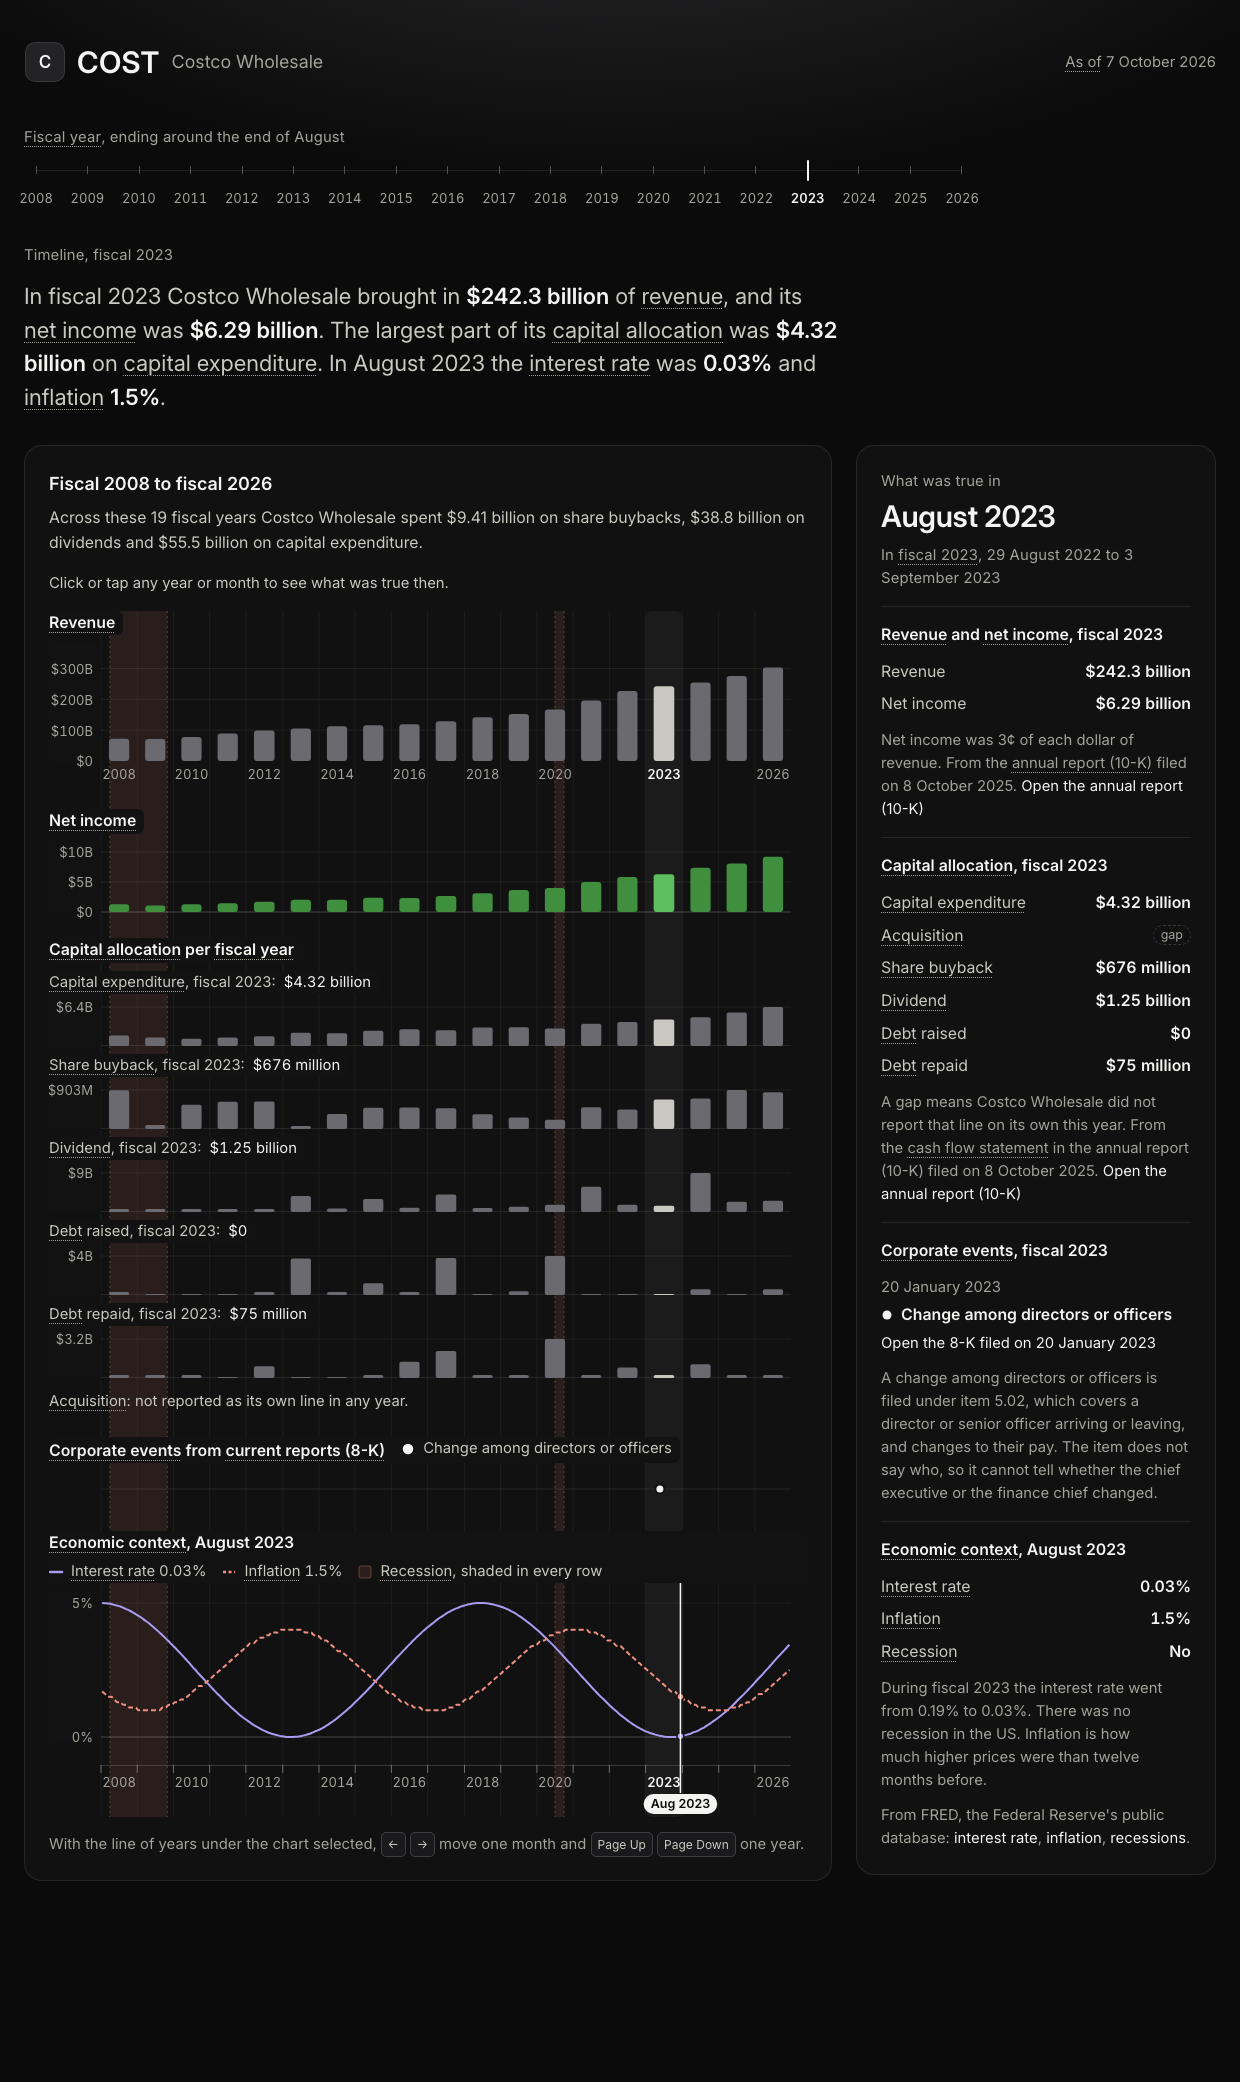 C COST Costco Wholesale
As of 7 October 2026
Fiscal year, ending around the end of August
2008 2009 2010 2011 2012 2013 2014 2015 2016 2017 2018 2019 2020 2021 2022 2023 2024 2025 2026
Timeline, fiscal 2023
In fiscal 2023 Costco Wholesale brought in $242.3 billion of revenue, and its
net income was $6.29 billion. The largest part of its capital allocation was $4.32
billion on capital expenditure. In August 2023 the interest rate was 0.03% and
inflation 1.5%.
Fiscal 2008 to fiscal 2026
Across these 19 fiscal years Costco Wholesale spent $9.41 billion on share buybacks, $38.8 billion on
dividends and $55.5 billion on capital expenditure.
Click or tap any year or month to see what was true then.
Revenue
$300B
$200B
$100B
$0
2008 2010 2012 2014 2016 2018 2020 2023 2026
Net income
$10B
$5B
$0
Capital allocation per fiscal year
Capital expenditure, fiscal 2023: $4.32 billion
$6.4B
Share buyback, fiscal 2023: $676 million
$903M
Dividend, fiscal 2023: $1.25 billion
$9B
Debt raised, fiscal 2023: $0
$4B
Debt repaid, fiscal 2023: $75 million
$3.2B
Acquisition: not reported as its own line in any year.
Corporate events from current reports (8-K) Change among directors or officers
Economic context, August 2023
Interest rate 0.03% Inflation 1.5% Recession, shaded in every row
5%
0%
2008 2010 2012 2014 2016 2018 2020 2023 2026
Aug 2023
With the line of years under the chart selected, ← → move one month and Page Up Page Down one year.
What was true in
August 2023
In fiscal 2023, 29 August 2022 to 3
September 2023
Revenue and net income, fiscal 2023
Revenue $242.3 billion
Net income $6.29 billion
Net income was 3¢ of each dollar of
revenue. From the annual report (10-K) filed
on 8 October 2025. Open the annual report
(10-K)
Capital allocation, fiscal 2023
Capital expenditure $4.32 billion
Acquisition gap
Share buyback $676 million
Dividend $1.25 billion
Debt raised $0
Debt repaid $75 million
A gap means Costco Wholesale did not
report that line on its own this year. From
the cash flow statement in the annual report
(10-K) filed on 8 October 2025. Open the
annual report (10-K)
Corporate events, fiscal 2023
20 January 2023
Change among directors or officers
Open the 8-K filed on 20 January 2023
A change among directors or officers is
filed under item 5.02, which covers a
director or senior officer arriving or leaving,
and changes to their pay. The item does not
say who, so it cannot tell whether the chief
executive or the finance chief changed.
Economic context, August 2023
Interest rate 0.03%
Inflation 1.5%
Recession No
During fiscal 2023 the interest rate went
from 0.19% to 0.03%. There was no
recession in the US. Inflation is how
much higher prices were than twelve
months before.
From FRED, the Federal Reserve's public
database: interest rate, inflation, recessions.